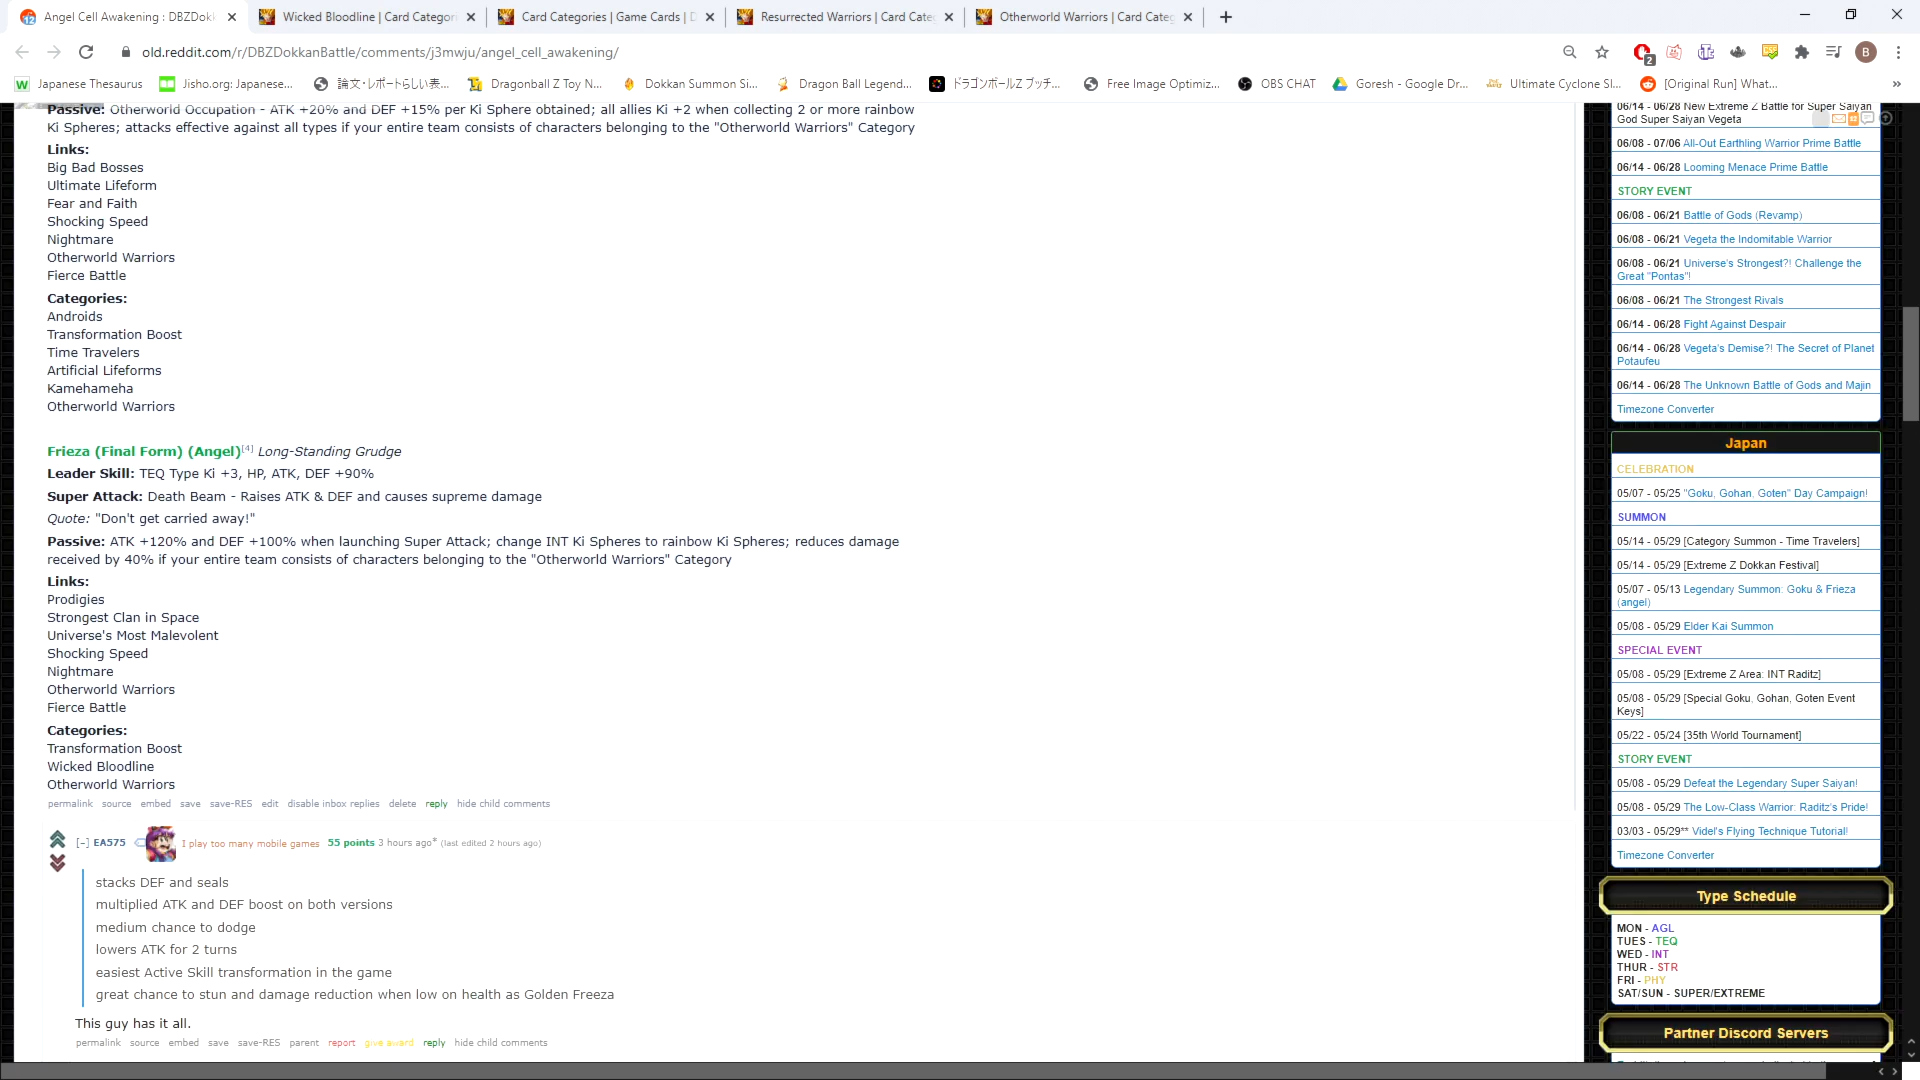 Angel Cell Awakening : DBZDokk
Wicked Bloodline | Card Categori
Card Categories | Game Cards | D
Resurrected Warriors | Card Cate
Otherworld Warriors | Card Categ
old.reddit.com/r/DBZDokkanBattle/comments/j3mwju/angel_cell_awakening/
2
B
Japanese Thesaurus
Jisho.org: Japanese...
論文・レポートらしい表...
Dragonball Z Toy N...
Dokkan Summon Si...
Dragon Ball Legend...
ドラゴンボールZ ブッチ...
Free Image Optimiz...
OBS CHAT
Goresh - Google Dr...
Ultimate Cyclone Sl...
[Original Run] What...
»
Passive: Otherworld Occupation - ATK +20% and DEF +15% per Ki Sphere obtained; all allies Ki +2 when collecting 2 or more rainbow
Ki Spheres; attacks effective against all types if your entire team consists of characters belonging to the "Otherworld Warriors" Category
Links:
Big Bad Bosses
Ultimate Lifeform
Fear and Faith
Shocking Speed
Nightmare
Otherworld Warriors
Fierce Battle
Categories:
Androids
Transformation Boost
Time Travelers
Artificial Lifeforms
Kamehameha
Otherworld Warriors
Frieza (Final Form) (Angel)[4] Long-Standing Grudge
Leader Skill: TEQ Type Ki +3, HP, ATK, DEF +90%
Super Attack: Death Beam - Raises ATK & DEF and causes supreme damage
Quote: "Don't get carried away!"
Passive: ATK +120% and DEF +100% when launching Super Attack; change INT Ki Spheres to rainbow Ki Spheres; reduces damage
received by 40% if your entire team consists of characters belonging to the "Otherworld Warriors" Category
Links:
Prodigies
Strongest Clan in Space
Universe's Most Malevolent
Shocking Speed
Nightmare
Otherworld Warriors
Fierce Battle
Categories:
Transformation Boost
Wicked Bloodline
Otherworld Warriors
permalink source embed save save-RES edit disable inbox replies delete reply hide child comments
[–] EA575 I play too many mobile games 55 points 3 hours ago* (last edited 2 hours ago)
stacks DEF and seals
multiplied ATK and DEF boost on both versions
medium chance to dodge
lowers ATK for 2 turns
easiest Active Skill transformation in the game
great chance to stun and damage reduction when low on health as Golden Freeza
This guy has it all.
permalink source embed save save-RES parent report give award reply hide child comments
06/14 - 06/28 New Extreme Z Battle for Super Saiyan
God Super Saiyan Vegeta
06/08 - 07/06 All-Out Earthling Warrior Prime Battle
06/14 - 06/28 Looming Menace Prime Battle
STORY EVENT
06/08 - 06/21 Battle of Gods (Revamp)
06/08 - 06/21 Vegeta the Indomitable Warrior
06/08 - 06/21 Universe's Strongest?! Challenge the
Great "Pontas"!
06/08 - 06/21 The Strongest Rivals
06/14 - 06/28 Fight Against Despair
06/14 - 06/28 Vegeta's Demise?! The Secret of Planet
Potaufeu
06/14 - 06/28 The Unknown Battle of Gods and Majin
Timezone Converter
Japan
CELEBRATION
05/07 - 05/25 "Goku, Gohan, Goten" Day Campaign!
SUMMON
05/14 - 05/29 [Category Summon - Time Travelers]
05/14 - 05/29 [Extreme Z Dokkan Festival]
05/07 - 05/13 Legendary Summon: Goku & Frieza
(angel)
05/08 - 05/29 Elder Kai Summon
SPECIAL EVENT
05/08 - 05/29 [Extreme Z Area: INT Raditz]
05/08 - 05/29 [Special Goku, Gohan, Goten Event
Keys]
05/22 - 05/24 [35th World Tournament]
STORY EVENT
05/08 - 05/29 Defeat the Legendary Super Saiyan!
05/08 - 05/29 The Low-Class Warrior: Raditz's Pride!
03/03 - 05/29** Videl's Flying Technique Tutorial!
Timezone Converter
Type Schedule
MON - AGL
TUES - TEQ
WED - INT
THUR - STR
FRI - PHY
SAT/SUN - SUPER/EXTREME
Partner Discord Servers